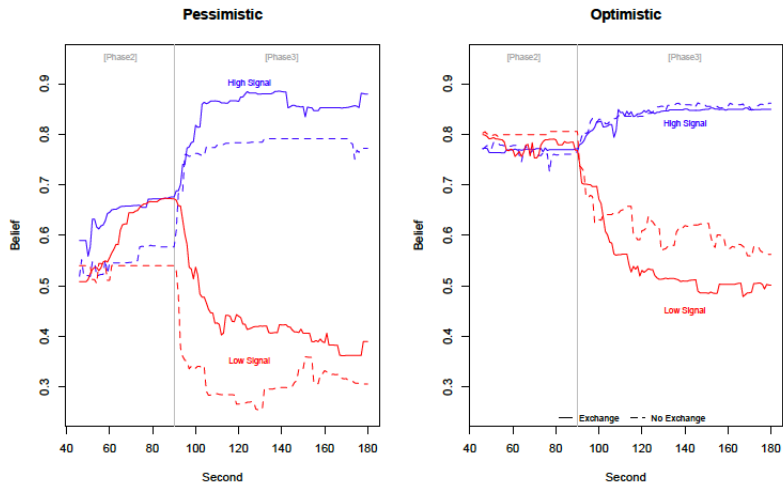 Pessimistic
[Phase2]
[Phase3]
High Signal
Low Signal
Belief
0.9
0.8
0.7
0.6
0.5
0.4
0.3
40 60 80 100 120 140 160 180
Second
Optimistic
[Phase2]
[Phase3]
High Signal
Low Signal
Exchange No Exchange
Belief
0.9
0.8
0.7
0.6
0.5
0.4
0.3
40 60 80 100 120 140 160 180
Second